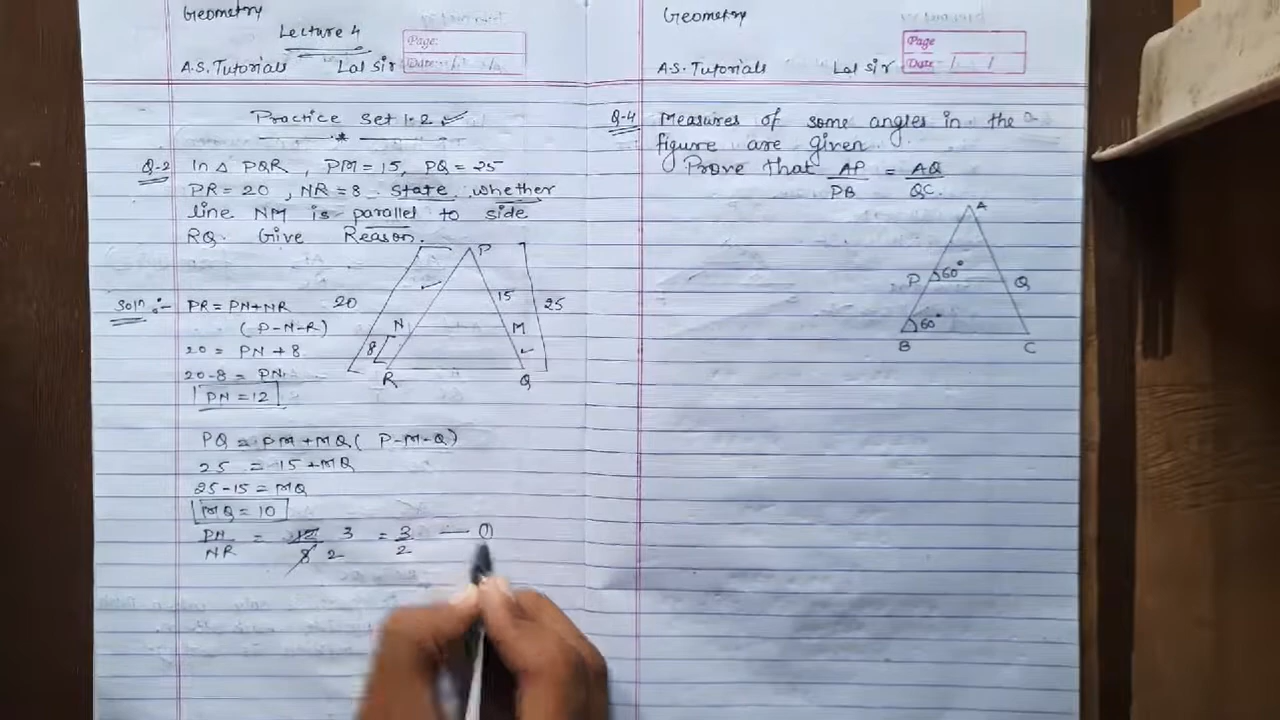 Geometry
Lecture 4
Page:
A.S. Tutorials Lal Sir
Date: / /
Practice Set 1.2 ✓
Q-2 In Δ PQR, PM = 15, PQ = 25
PR = 20, NR = 8. State whether
line NM is parallel to side
RQ. Give Reason.
P
20
15
25
N
M
8
R
Q
Soln :- PR = PN+NR
(P-N-R)
20 = PN + 8
20-8 = PN
PN = 12
PQ = PM+MQ ( P-M-Q)
25 = 15+MQ
25-15 = MQ
MQ = 10
PN/NR = 12/8 3/2 = 3/2 — ①
Geometry
Page
A.S. Tutorials Lal Sir
Date / /
Q-4 Measures of some angles in the
figure are given.
Prove that AP/PB = AQ/QC.
A
P 60° Q
60°
B C